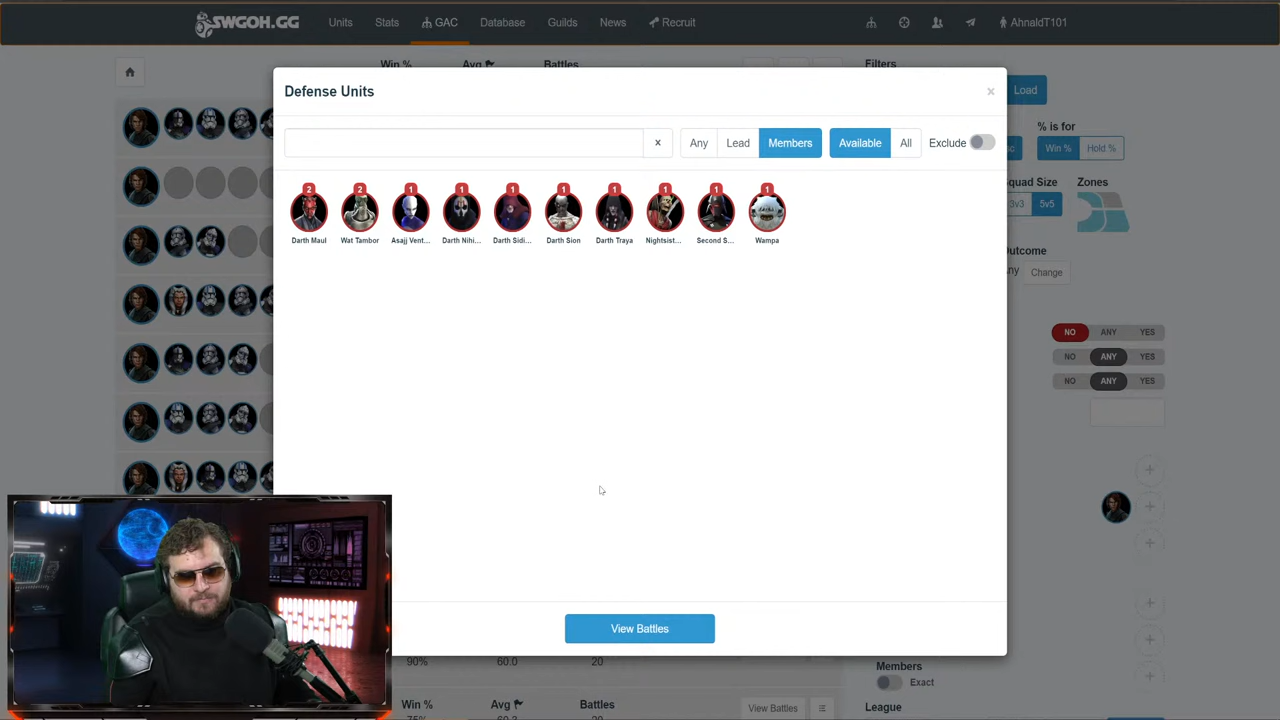 SWGOH.GG Units Stats GAC Database Guilds News Recruit AhnaldT101
Win % Avg Battles Filters
Defense Units ×
Load
% is for
x Any Lead Members Available All Exclude
Win % Hold %
Squad Size Zones
3v3 5v5
2 2 1 1 1 1 1 1 1 1
Darth Maul Wat Tambor Asajj Vent... Darth Nihi... Darth Sidi... Darth Sion Darth Traya Nightsist... Second S... Wampa
Outcome
Change
NO ANY YES
NO ANY YES
NO ANY YES
View Battles
90% 60.0 20
Members
Exact
Win % Avg Battles
View Battles
League